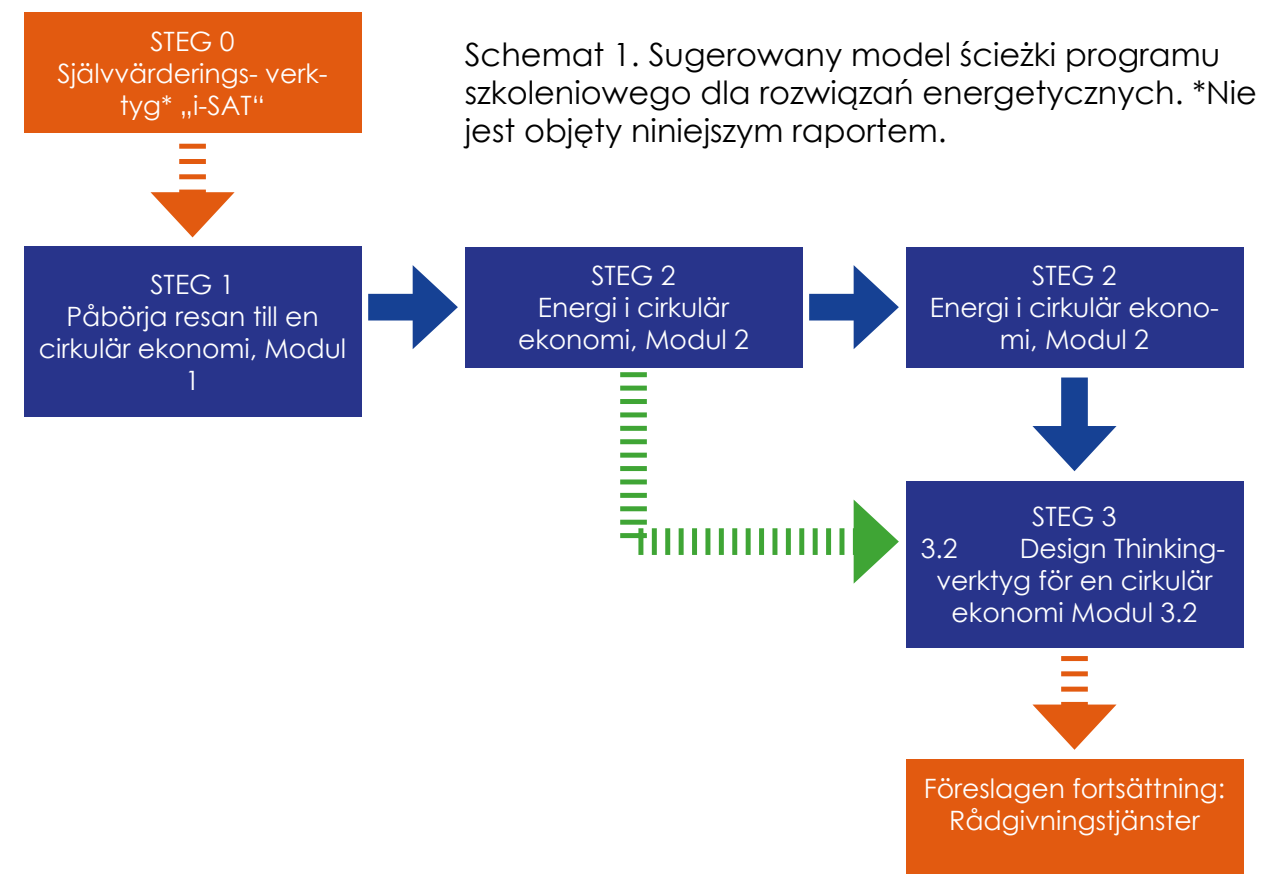 STEG 0
Självvärderings- verk-
tyg* „i-SAT“
Schemat 1. Sugerowany model ścieżki programu
szkoleniowego dla rozwiązań energetycznych. *Nie
jest objęty niniejszym raportem.
STEG 1
Påbörja resan till en
cirkulär ekonomi, Modul
1
STEG 2
Energi i cirkulär
ekonomi, Modul 2
STEG 2
Energi i cirkulär ekono-
mi, Modul 2
STEG 3
3.2 Design Thinking-
verktyg för en cirkulär
ekonomi Modul 3.2
Föreslagen fortsättning:
Rådgivningstjänster